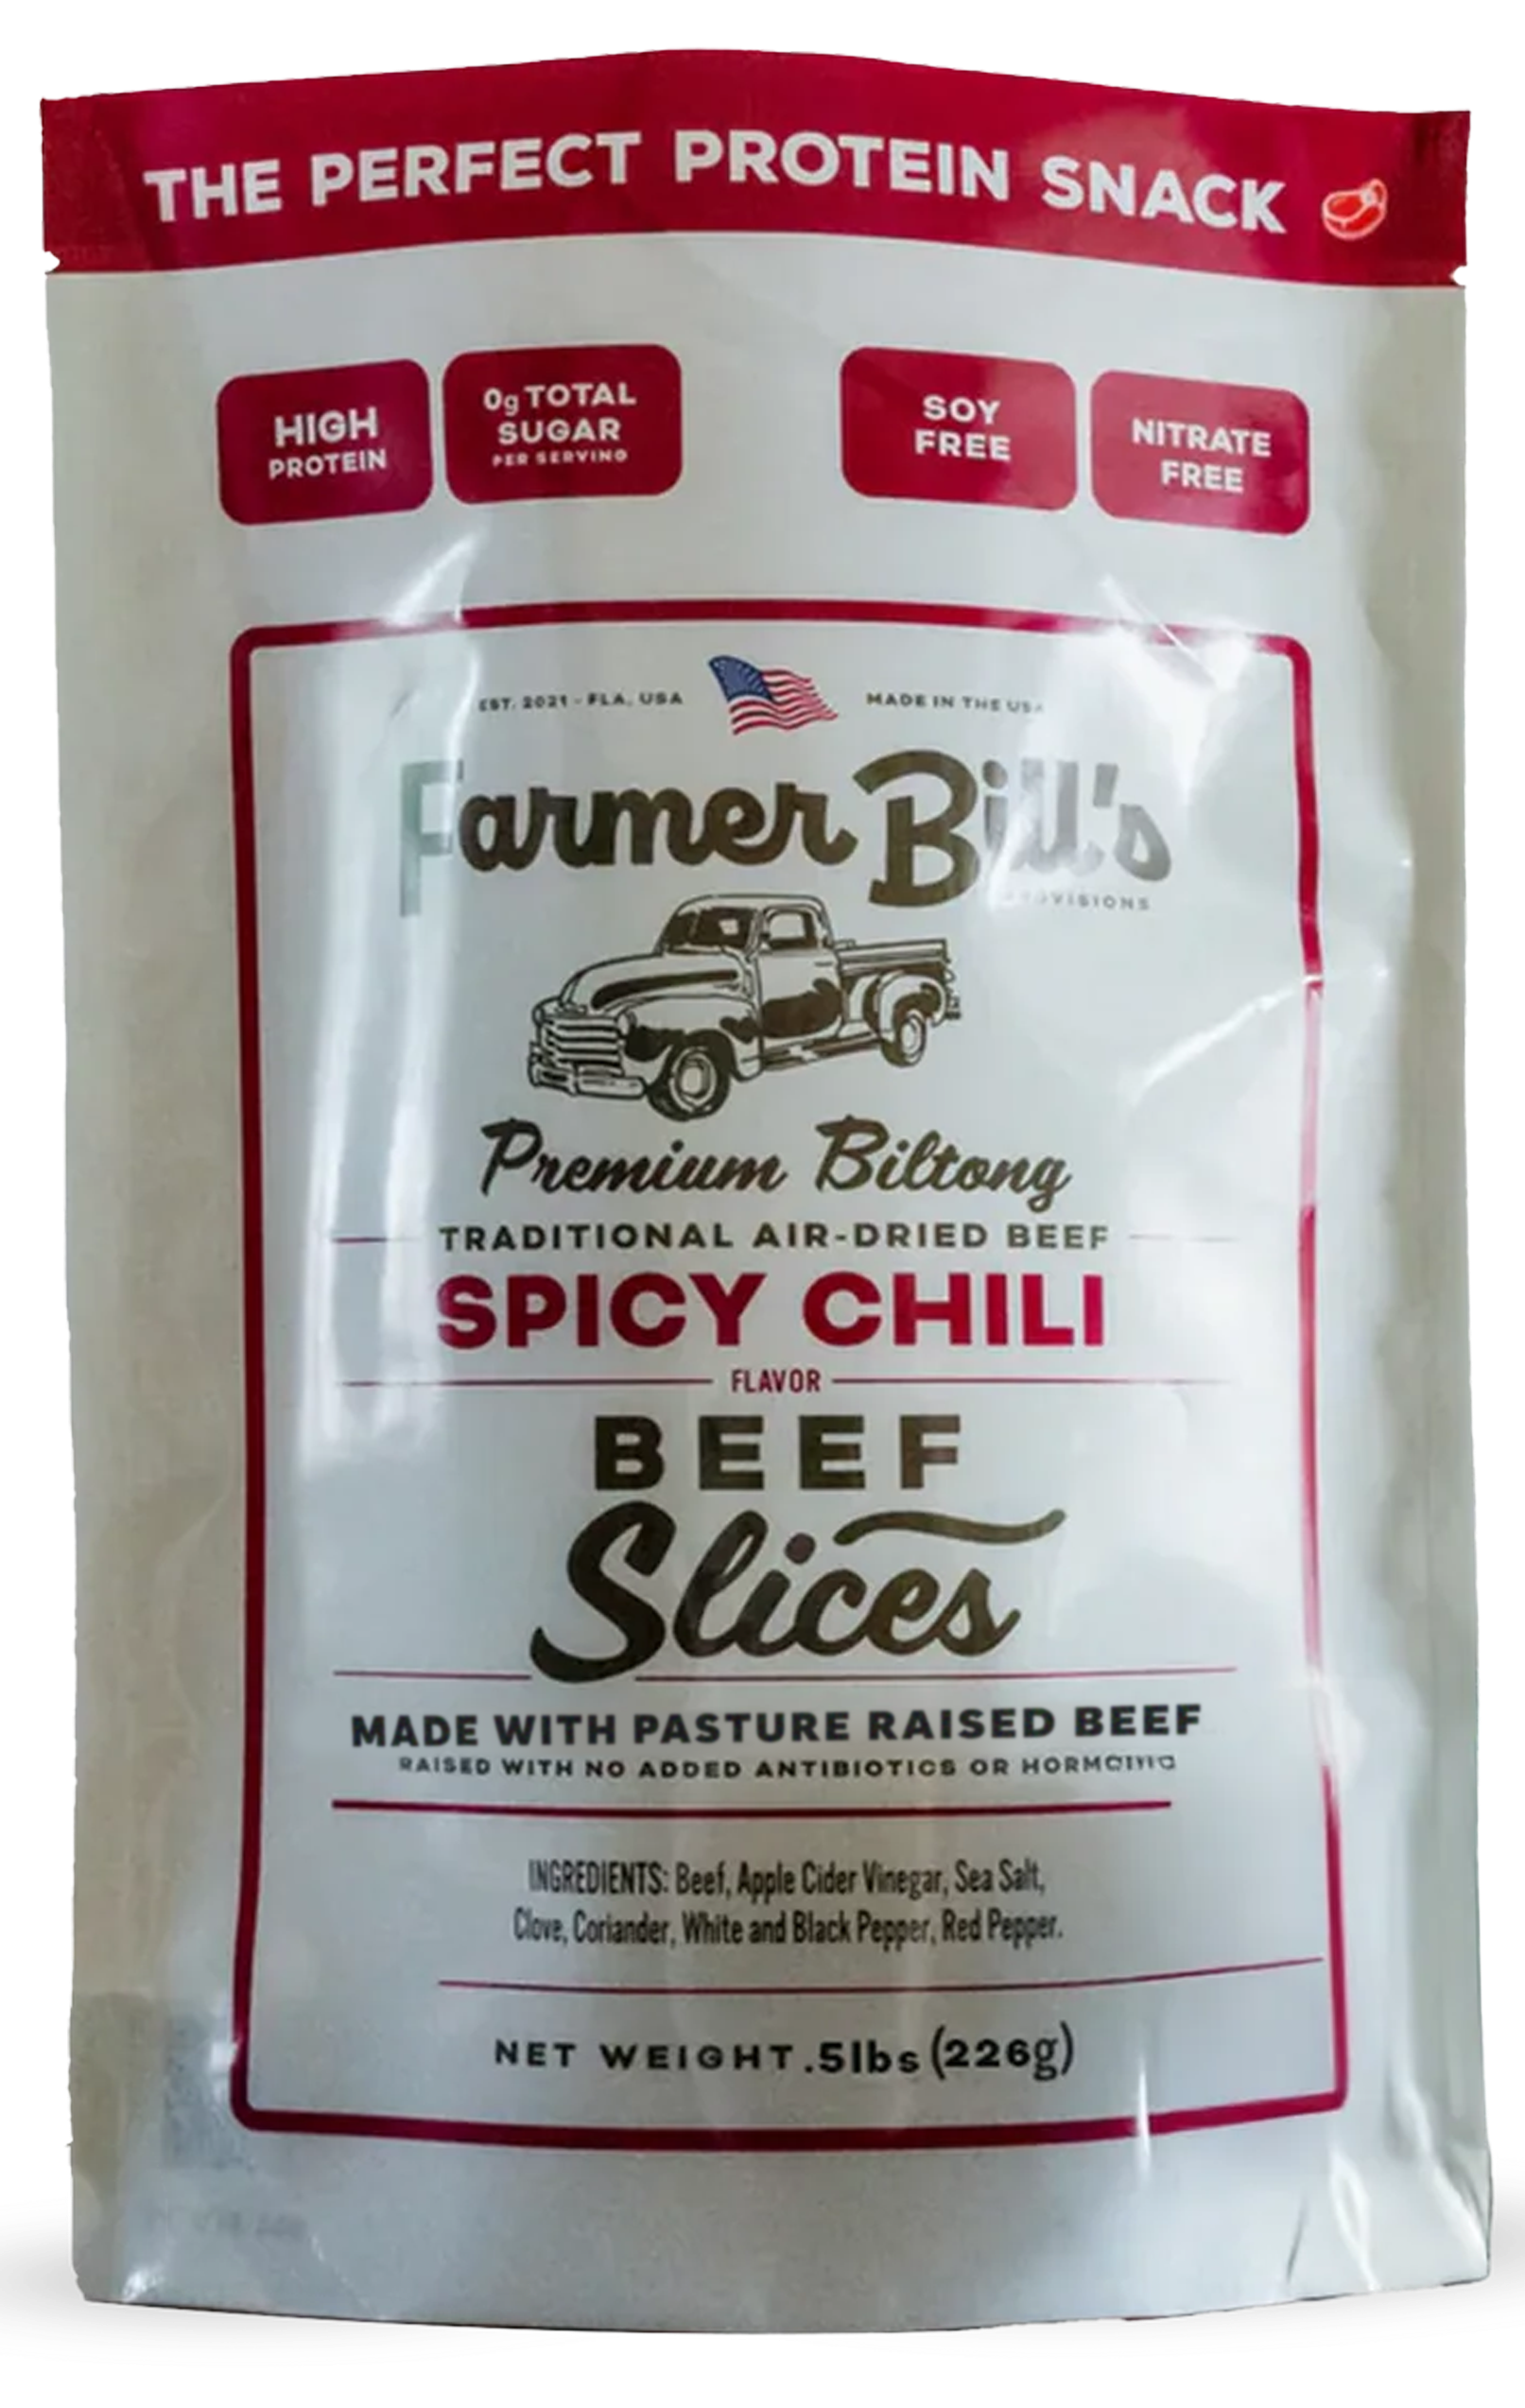 THE PERFECT PROTEIN SNACK
HIGH
PROTEIN
0g TOTAL
SUGAR
PER SERVING
SOY
FREE
NITRATE
FREE
EST. 2021 - FLA, USA
MADE IN THE USA
Farmer Bill's
PROVISIONS
Premium Biltong
TRADITIONAL AIR-DRIED BEEF
SPICY CHILI
FLAVOR
BEEF
Slices
MADE WITH PASTURE RAISED BEEF
RAISED WITH NO ADDED ANTIBIOTICS OR
INGREDIENTS: Beef, Apple Cider Vinegar, Sea Salt,
Clove, Coriander, White and Black Pepper, Red Pepper.
NET WEIGHT .5lbs (226g)